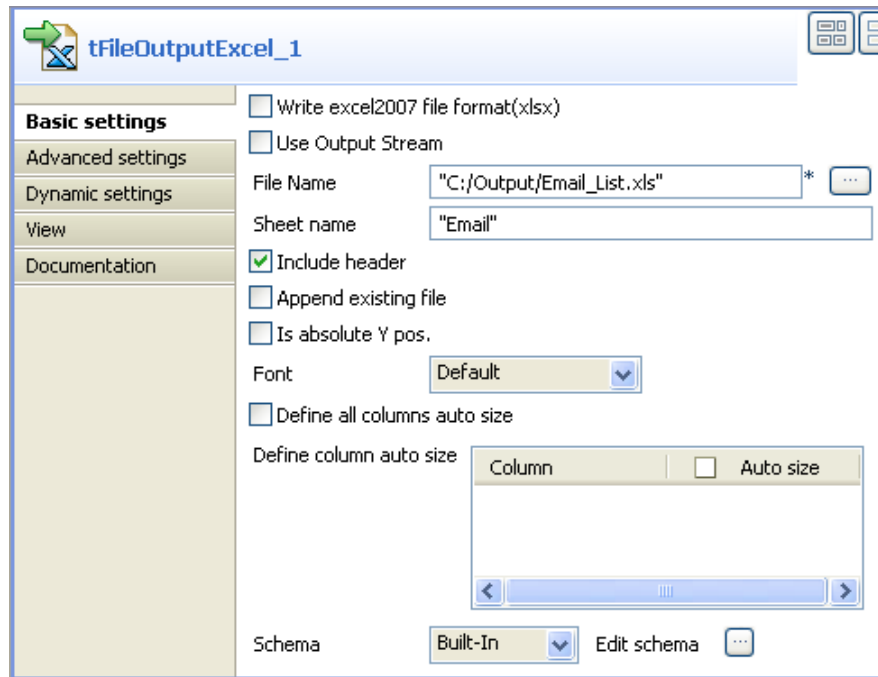 tFileOutputExcel_1
Basic settings
Advanced settings
Dynamic settings
View
Documentation
Write excel2007 file format(xlsx)
Use Output Stream
File Name "C:/Output/Email_List.xls" * ...
Sheet name "Email"
Include header
Append existing file
Is absolute Y pos.
Font Default
Define all columns auto size
Define column auto size
Column Auto size
Schema Built-In Edit schema ...